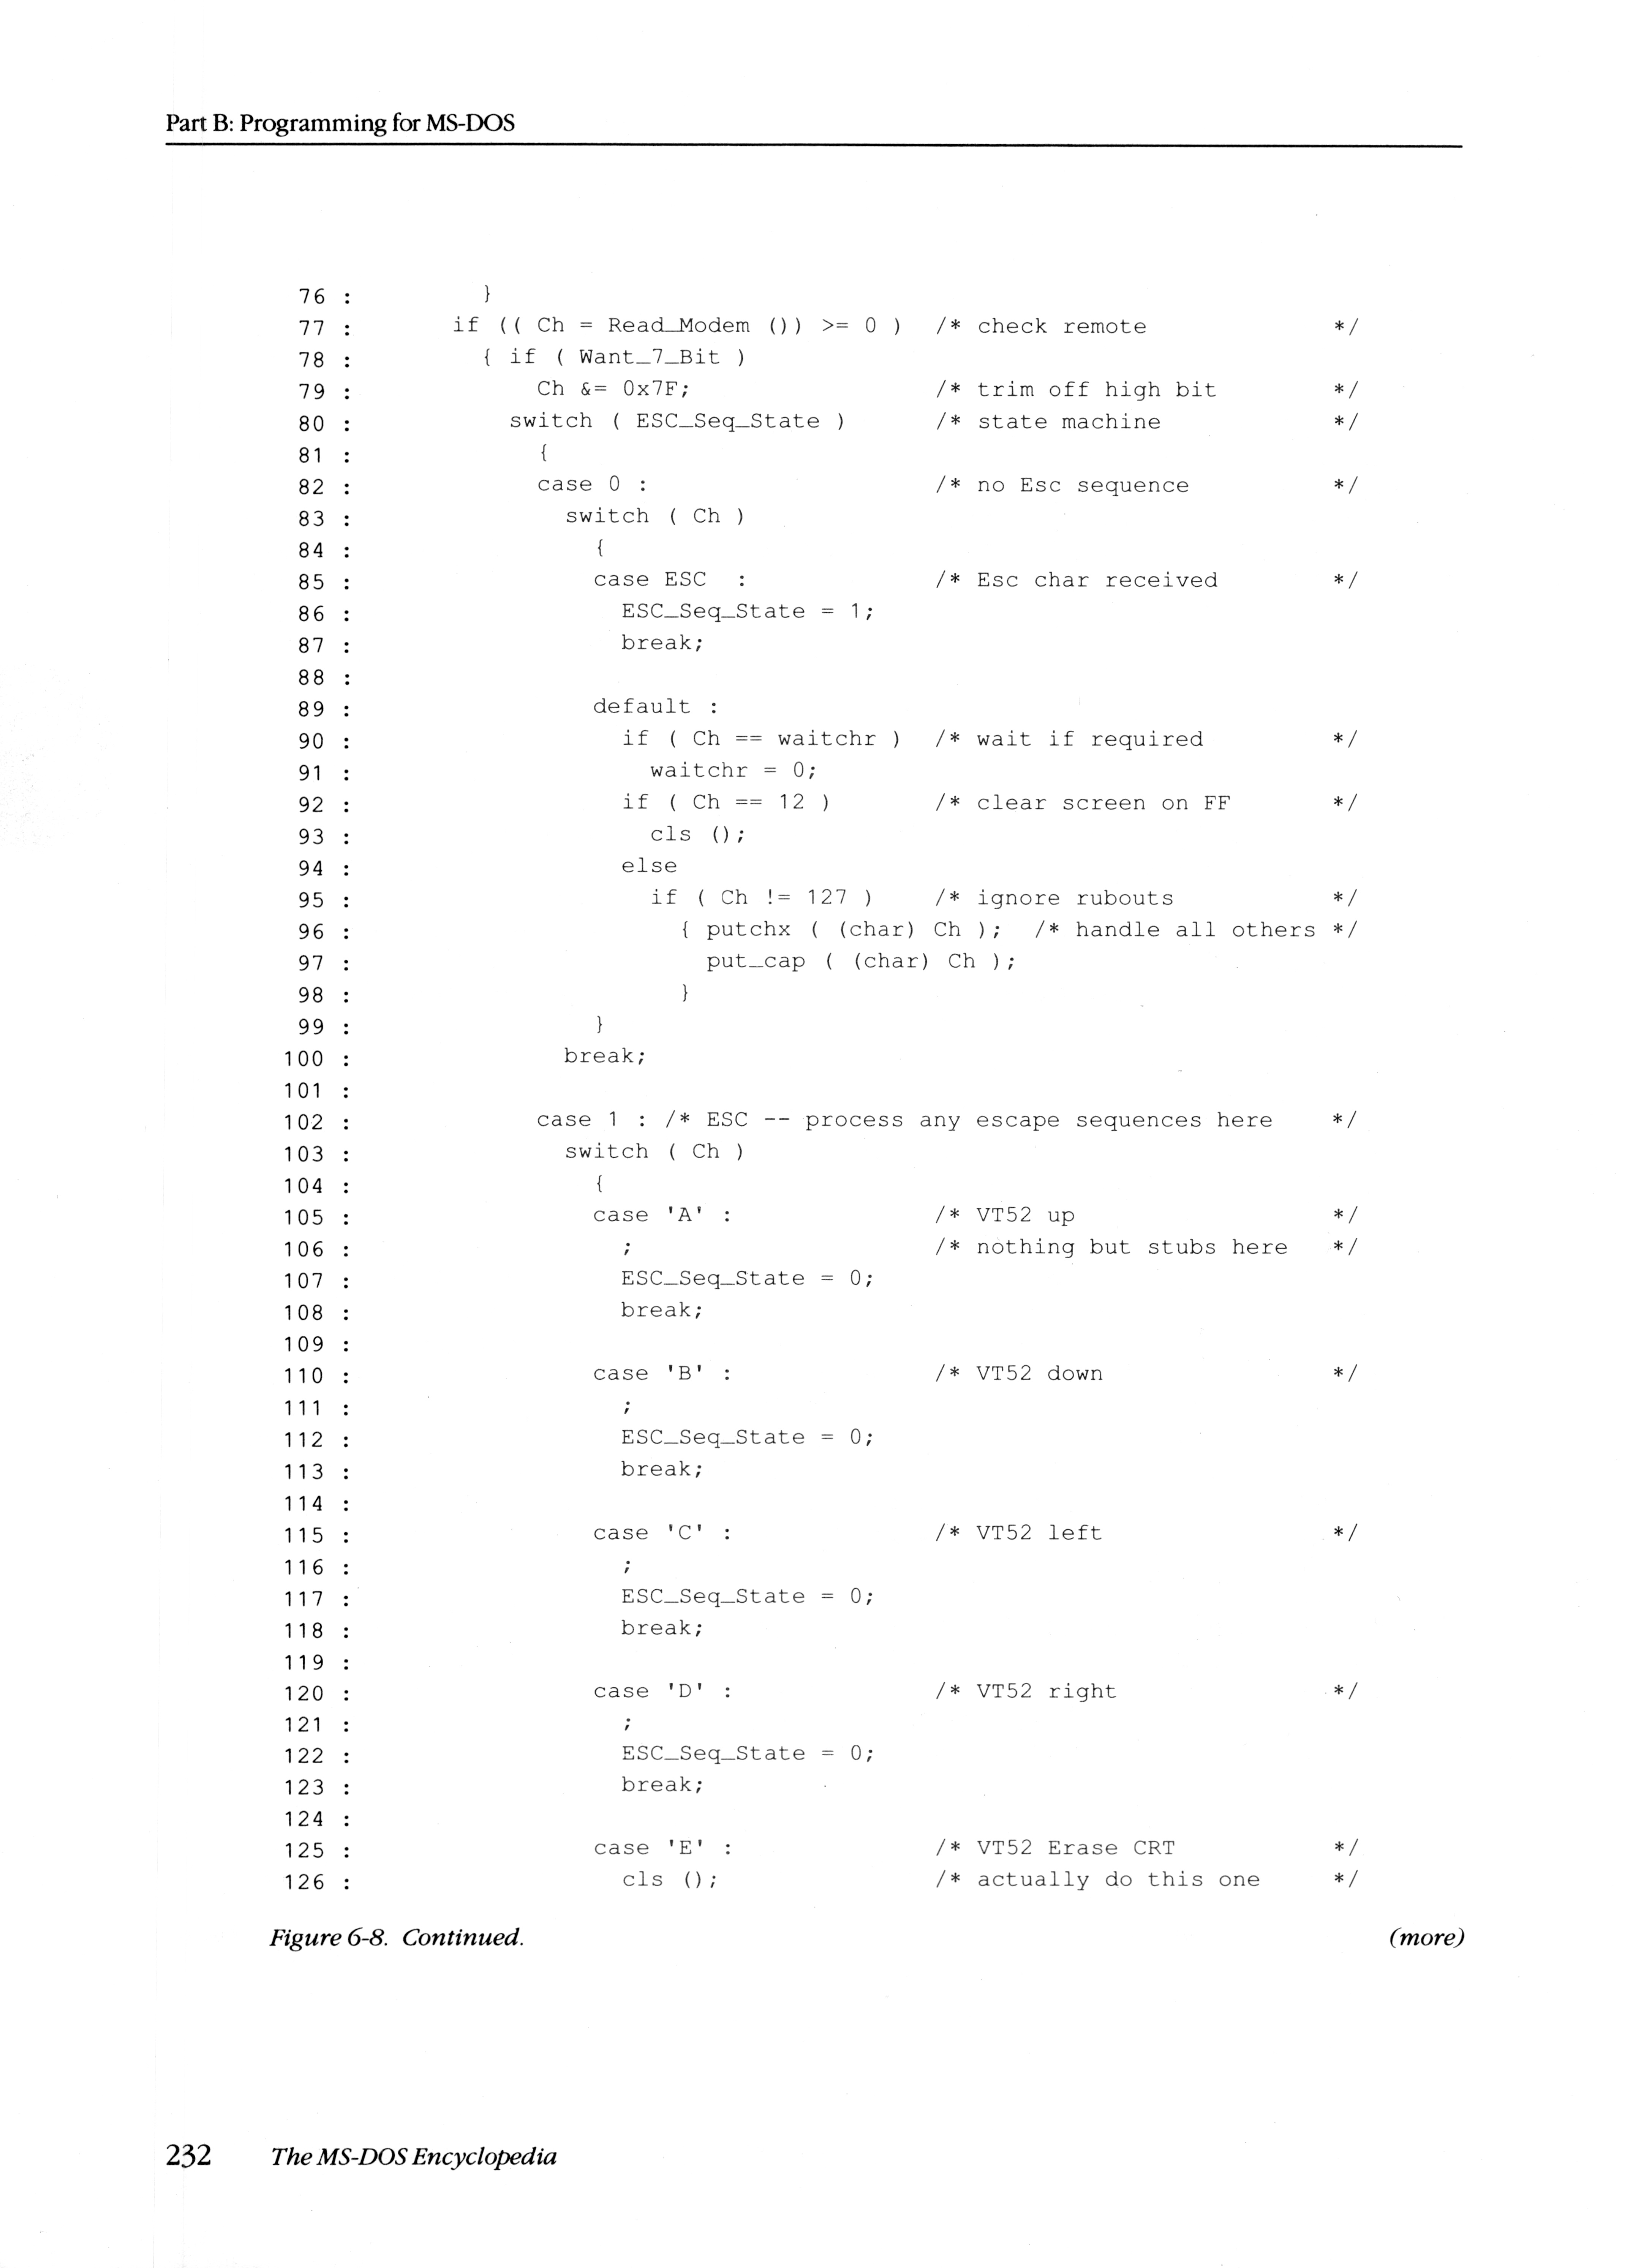 Part B: Programming for MS-DOS
76 :          }
77 :        if (( Ch = Read_Modem ()) >= 0 )  /* check remote             */
78 :          { if ( Want_7_Bit )
79 :              Ch &= 0x7F;                 /* trim off high bit        */
80 :            switch ( ESC_Seq_State )      /* state machine            */
81 :              {
82 :              case 0 :                    /* no Esc sequence          */
83 :                switch ( Ch )
84 :                  {
85 :                  case ESC  :             /* Esc char received        */
86 :                    ESC_Seq_State = 1;
87 :                    break;
88 :
89 :                  default :
90 :                    if ( Ch == waitchr )  /* wait if required         */
91 :                      waitchr = 0;
92 :                    if ( Ch == 12 )       /* clear screen on FF       */
93 :                      cls ();
94 :                    else
95 :                      if ( Ch != 127 )    /* ignore rubouts           */
96 :                        { putchx ( (char) Ch );  /* handle all others */
97 :                          put_cap ( (char) Ch );
98 :                        }
99 :                  }
100 :                break;
101 :
102 :              case 1 : /* ESC -- process any escape sequences here    */
103 :                switch ( Ch )
104 :                  {
105 :                  case 'A' :              /* VT52 up                  */
106 :                    ;                     /* nothing but stubs here   */
107 :                    ESC_Seq_State = 0;
108 :                    break;
109 :
110 :                  case 'B' :              /* VT52 down                */
111 :                    ;
112 :                    ESC_Seq_State = 0;
113 :                    break;
114 :
115 :                  case 'C' :              /* VT52 left                */
116 :                    ;
117 :                    ESC_Seq_State = 0;
118 :                    break;
119 :
120 :                  case 'D' :              /* VT52 right               */
121 :                    ;
122 :                    ESC_Seq_State = 0;
123 :                    break;
124 :
125 :                  case 'E' :              /* VT52 Erase CRT           */
126 :                    cls ();               /* actually do this one     */
Figure 6-8. Continued. (more)
232 The MS-DOS Encyclopedia